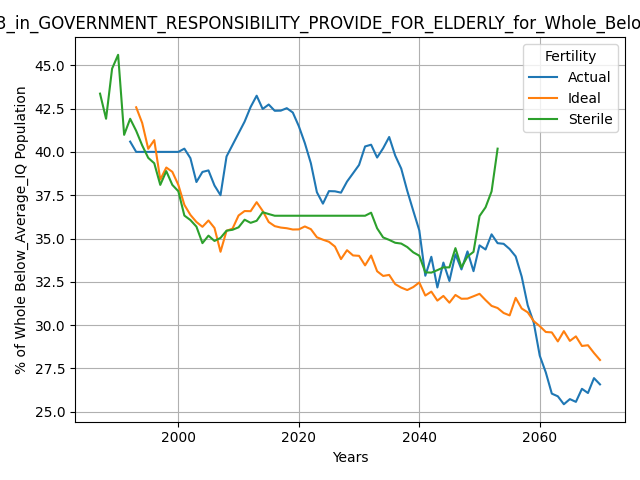 3_in_GOVERNMENT_RESPONSIBILITY_PROVIDE_FOR_ELDERLY_for_Whole_Belo
Fertility
Actual
Ideal
Sterile
% of Whole Below_Average_IQ Population
45.0
42.5
40.0
37.5
35.0
32.5
30.0
27.5
25.0
2000
2020
2040
2060
Years